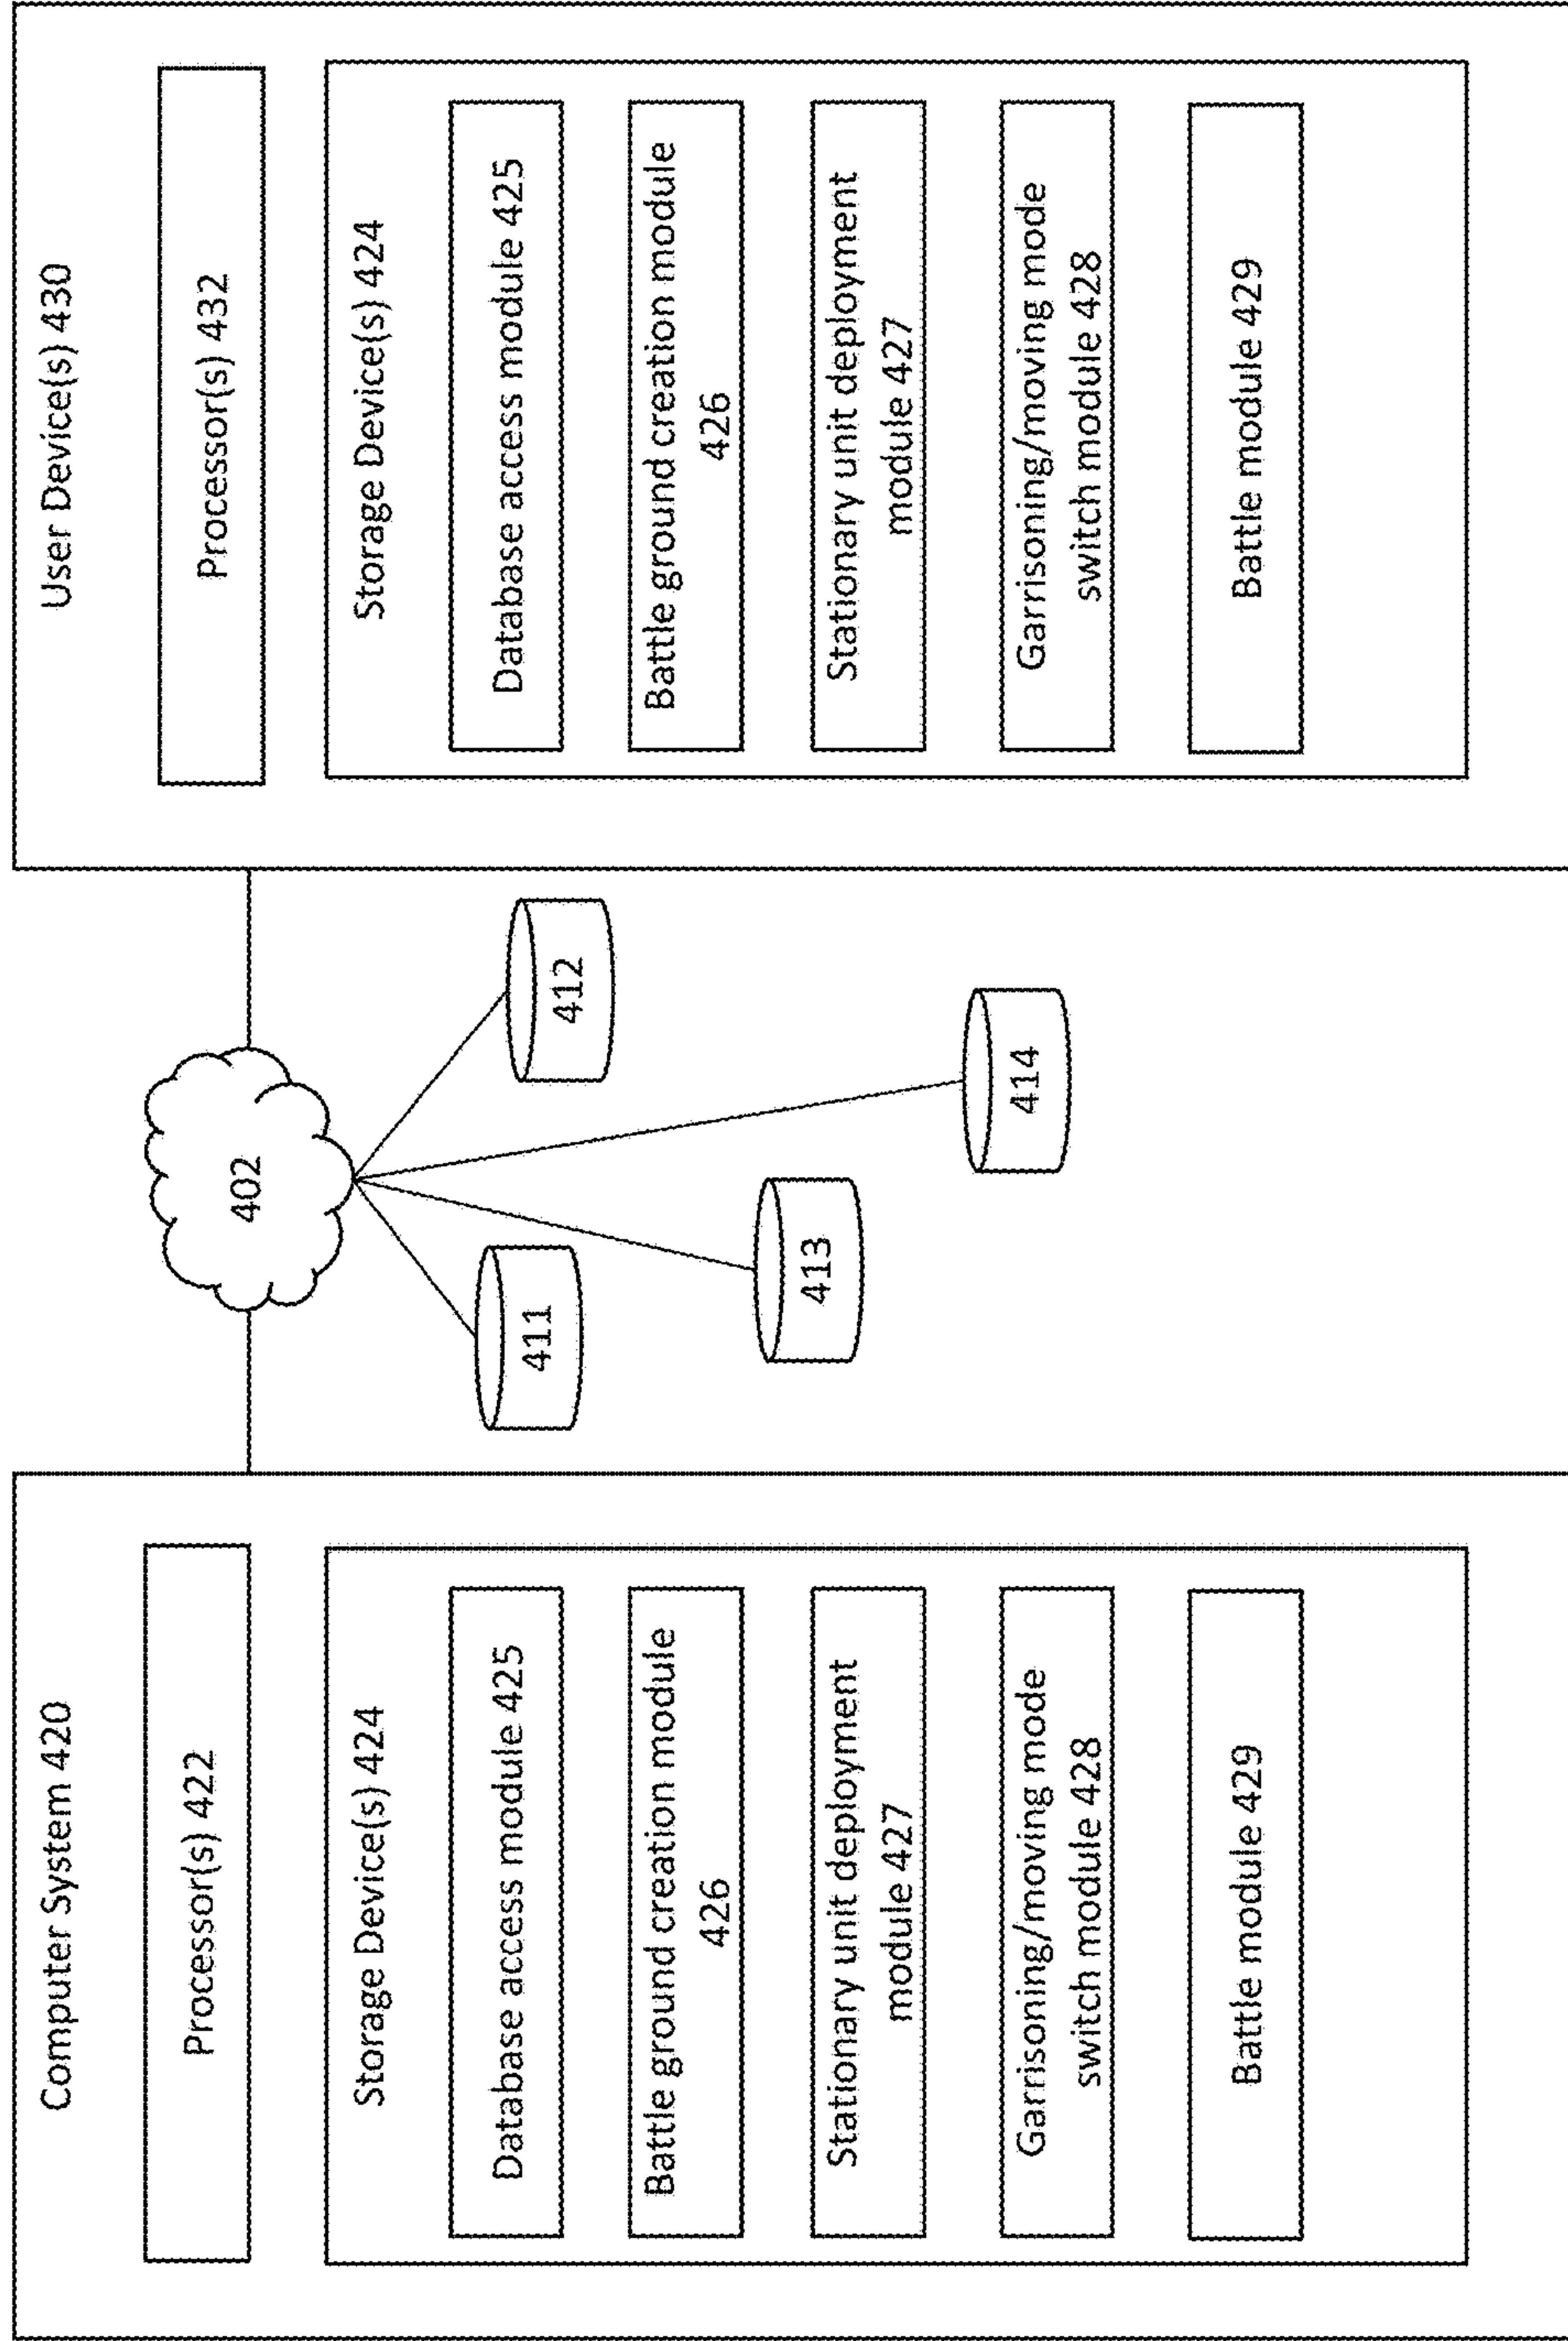 Computer System 420
Processor(s) 422
Storage Device(s) 424
Database access module 425
Battle ground creation module
426
Stationary unit deployment
module 427
Garrisoning/moving mode
switch module 428
Battle module 429
402
411
413
414
412
User Device(s) 430
Processor(s) 432
Storage Device(s) 424
Database access module 425
Battle ground creation module
426
Stationary unit deployment
module 427
Garrisoning/moving mode
switch module 428
Battle module 429